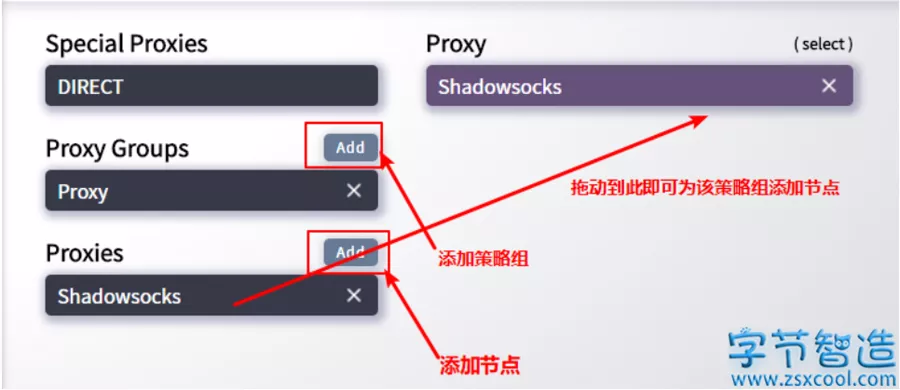 Special Proxies
DIRECT
Proxy Groups
Add
Proxy
Proxies
Add
Shadowsocks
Proxy
( select )
Shadowsocks
拖动到此即可为该策略组添加节点
添加策略组
添加节点
字节智造
www.zsxcool.com